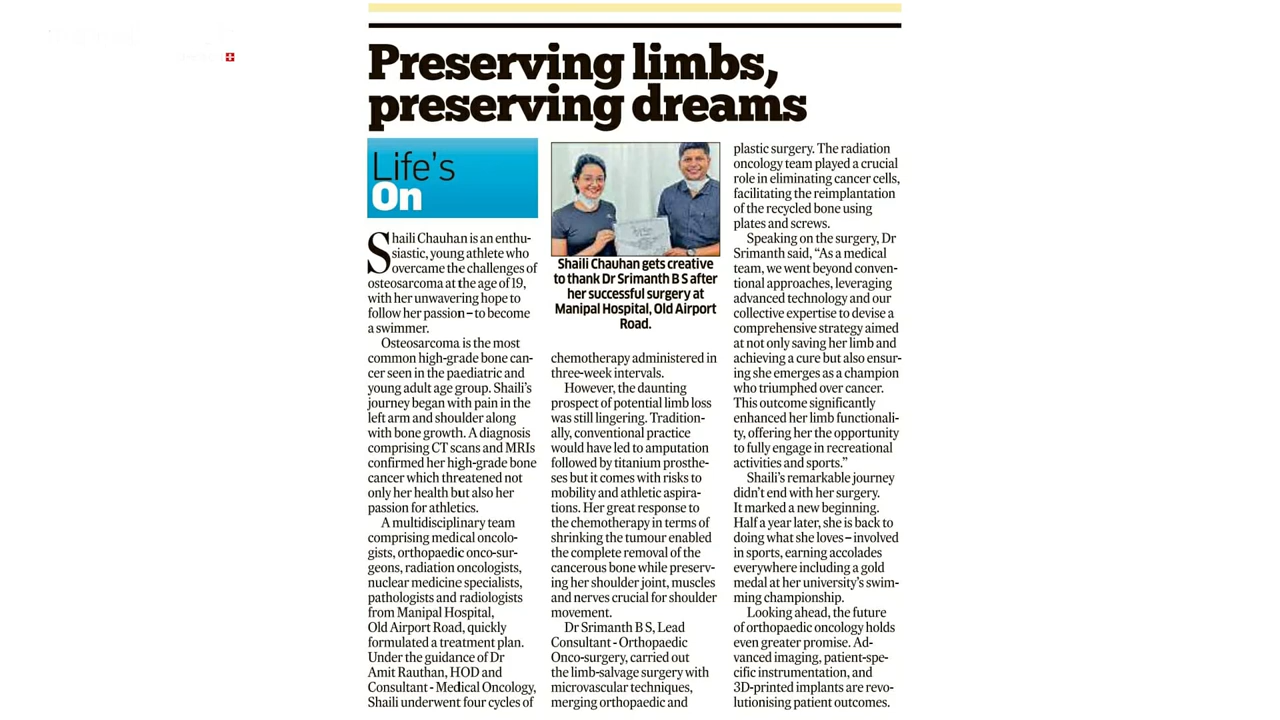 Preserving limbs,
preserving dreams
Life's
On
Shaili Chauhan is an enthu-
siastic, young athlete who
overcame the challenges of
osteosarcoma at the age of 19,
with her unwavering hope to
follow her passion – to become
a swimmer.
Osteosarcoma is the most
common high-grade bone can-
cer seen in the paediatric and
young adult age group. Shaili's
journey began with pain in the
left arm and shoulder along
with bone growth. A diagnosis
comprising CT scans and MRIs
confirmed her high-grade bone
cancer which threatened not
only her health but also her
passion for athletics.
A multidisciplinary team
comprising medical oncolo-
gists, orthopaedic onco-sur-
geons, radiation oncologists,
nuclear medicine specialists,
pathologists and radiologists
from Manipal Hospital,
Old Airport Road, quickly
formulated a treatment plan.
Under the guidance of Dr
Amit Rauthan, HOD and
Consultant - Medical Oncology,
Shaili underwent four cycles of
Shaili Chauhan gets creative
to thank Dr Srimanth B S after
her successful surgery at
Manipal Hospital, Old Airport
Road.
chemotherapy administered in
three-week intervals.
However, the daunting
prospect of potential limb loss
was still lingering. Tradition-
ally, conventional practice
would have led to amputation
followed by titanium prosthe-
ses but it comes with risks to
mobility and athletic aspira-
tions. Her great response to
the chemotherapy in terms of
shrinking the tumour enabled
the complete removal of the
cancerous bone while preserv-
ing her shoulder joint, muscles
and nerves crucial for shoulder
movement.
Dr Srimanth B S, Lead
Consultant - Orthopaedic
Onco-surgery, carried out
the limb-salvage surgery with
microvascular techniques,
merging orthopaedic and
plastic surgery. The radiation
oncology team played a crucial
role in eliminating cancer cells,
facilitating the reimplantation
of the recycled bone using
plates and screws.
Speaking on the surgery, Dr
Srimanth said, “As a medical
team, we went beyond conven-
tional approaches, leveraging
advanced technology and our
collective expertise to devise a
comprehensive strategy aimed
at not only saving her limb and
achieving a cure but also ensur-
ing she emerges as a champion
who triumphed over cancer.
This outcome significantly
enhanced her limb functionali-
ty, offering her the opportunity
to fully engage in recreational
activities and sports.”
Shaili's remarkable journey
didn't end with her surgery.
It marked a new beginning.
Half a year later, she is back to
doing what she loves – involved
in sports, earning accolades
everywhere including a gold
medal at her university's swim-
ming championship.
Looking ahead, the future
of orthopaedic oncology holds
even greater promise. Ad-
vanced imaging, patient-spe-
cific instrumentation, and
3D-printed implants are revo-
lutionising patient outcomes.